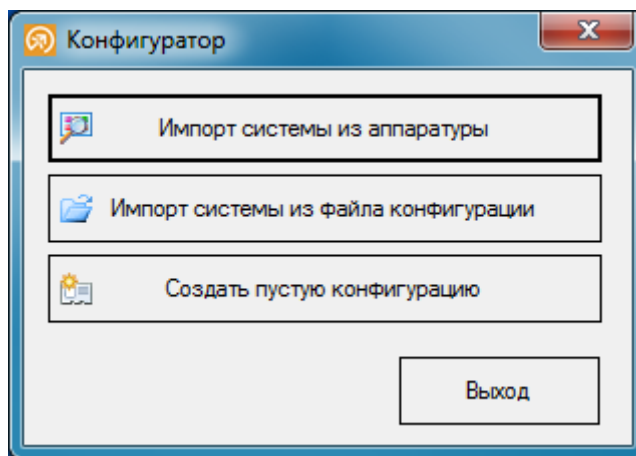 Конфигуратор
Импорт системы из аппаратуры
Импорт системы из файла конфигурации
Создать пустую конфигурацию
Выход